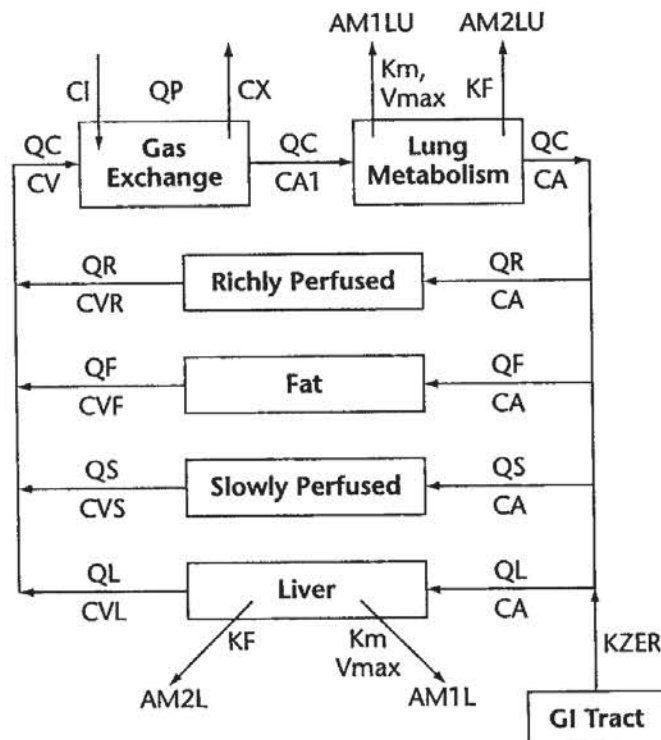 AM1LU AM2LU
CI QP CX Km, Vmax KF
QC Gas Exchange QC Lung Metabolism QC
CV CA1 CA
QR Richly Perfused QR
CVR CA
QF Fat QF
CVF CA
QS Slowly Perfused QS
CVS CA
QL Liver QL
CVL CA
KF Km Vmax KZER
AM2L AM1L
GI Tract